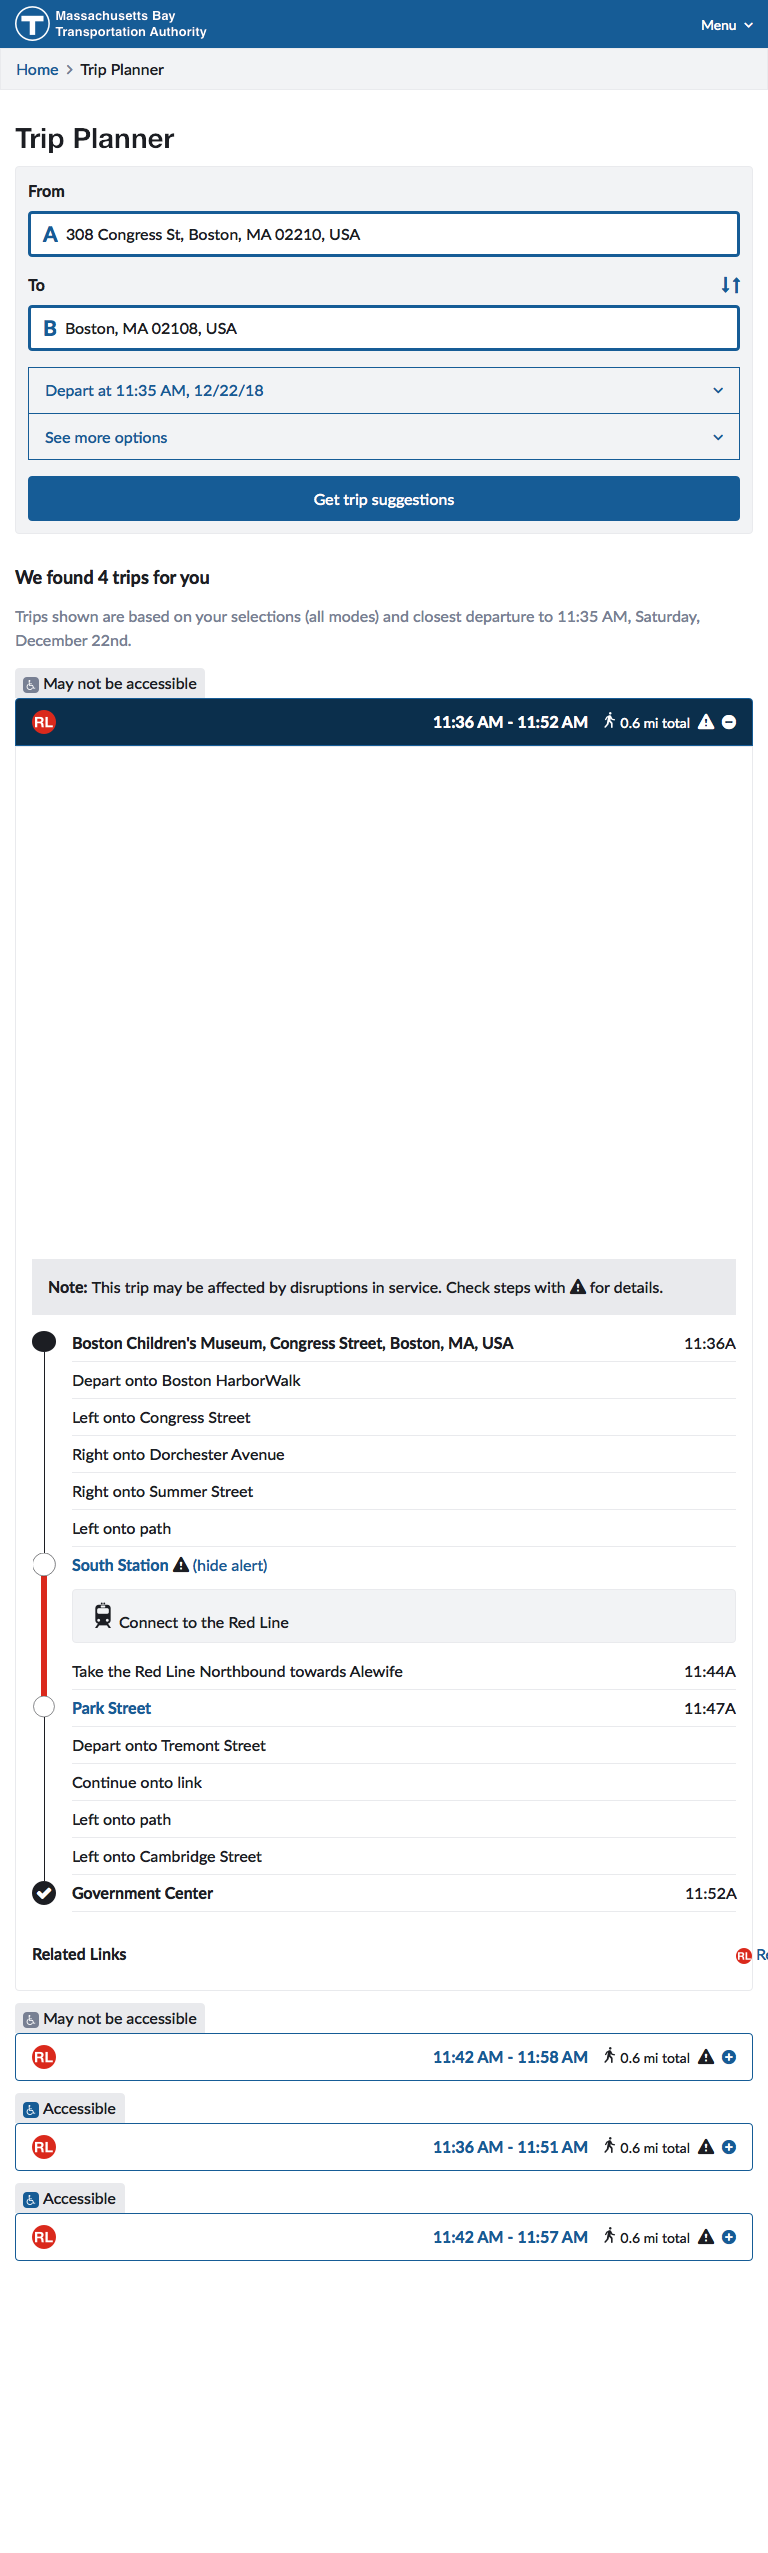 Massachusetts Bay
Transportation Authority
Menu
Home > Trip Planner
Trip Planner
From
A 308 Congress St, Boston, MA 02210, USA
To
B Boston, MA 02108, USA
Depart at 11:35 AM, 12/22/18
See more options
Get trip suggestions
We found 4 trips for you
Trips shown are based on your selections (all modes) and closest departure to 11:35 AM, Saturday,
December 22nd.
May not be accessible
RL 11:36 AM - 11:52 AM 0.6 mi total
Note: This trip may be affected by disruptions in service. Check steps with for details.
Boston Children's Museum, Congress Street, Boston, MA, USA 11:36A
Depart onto Boston HarborWalk
Left onto Congress Street
Right onto Dorchester Avenue
Right onto Summer Street
Left onto path
South Station (hide alert)
Connect to the Red Line
Take the Red Line Northbound towards Alewife 11:44A
Park Street 11:47A
Depart onto Tremont Street
Continue onto link
Left onto path
Left onto Cambridge Street
Government Center 11:52A
Related Links RL
May not be accessible
RL 11:42 AM - 11:58 AM 0.6 mi total
Accessible
RL 11:36 AM - 11:51 AM 0.6 mi total
Accessible
RL 11:42 AM - 11:57 AM 0.6 mi total